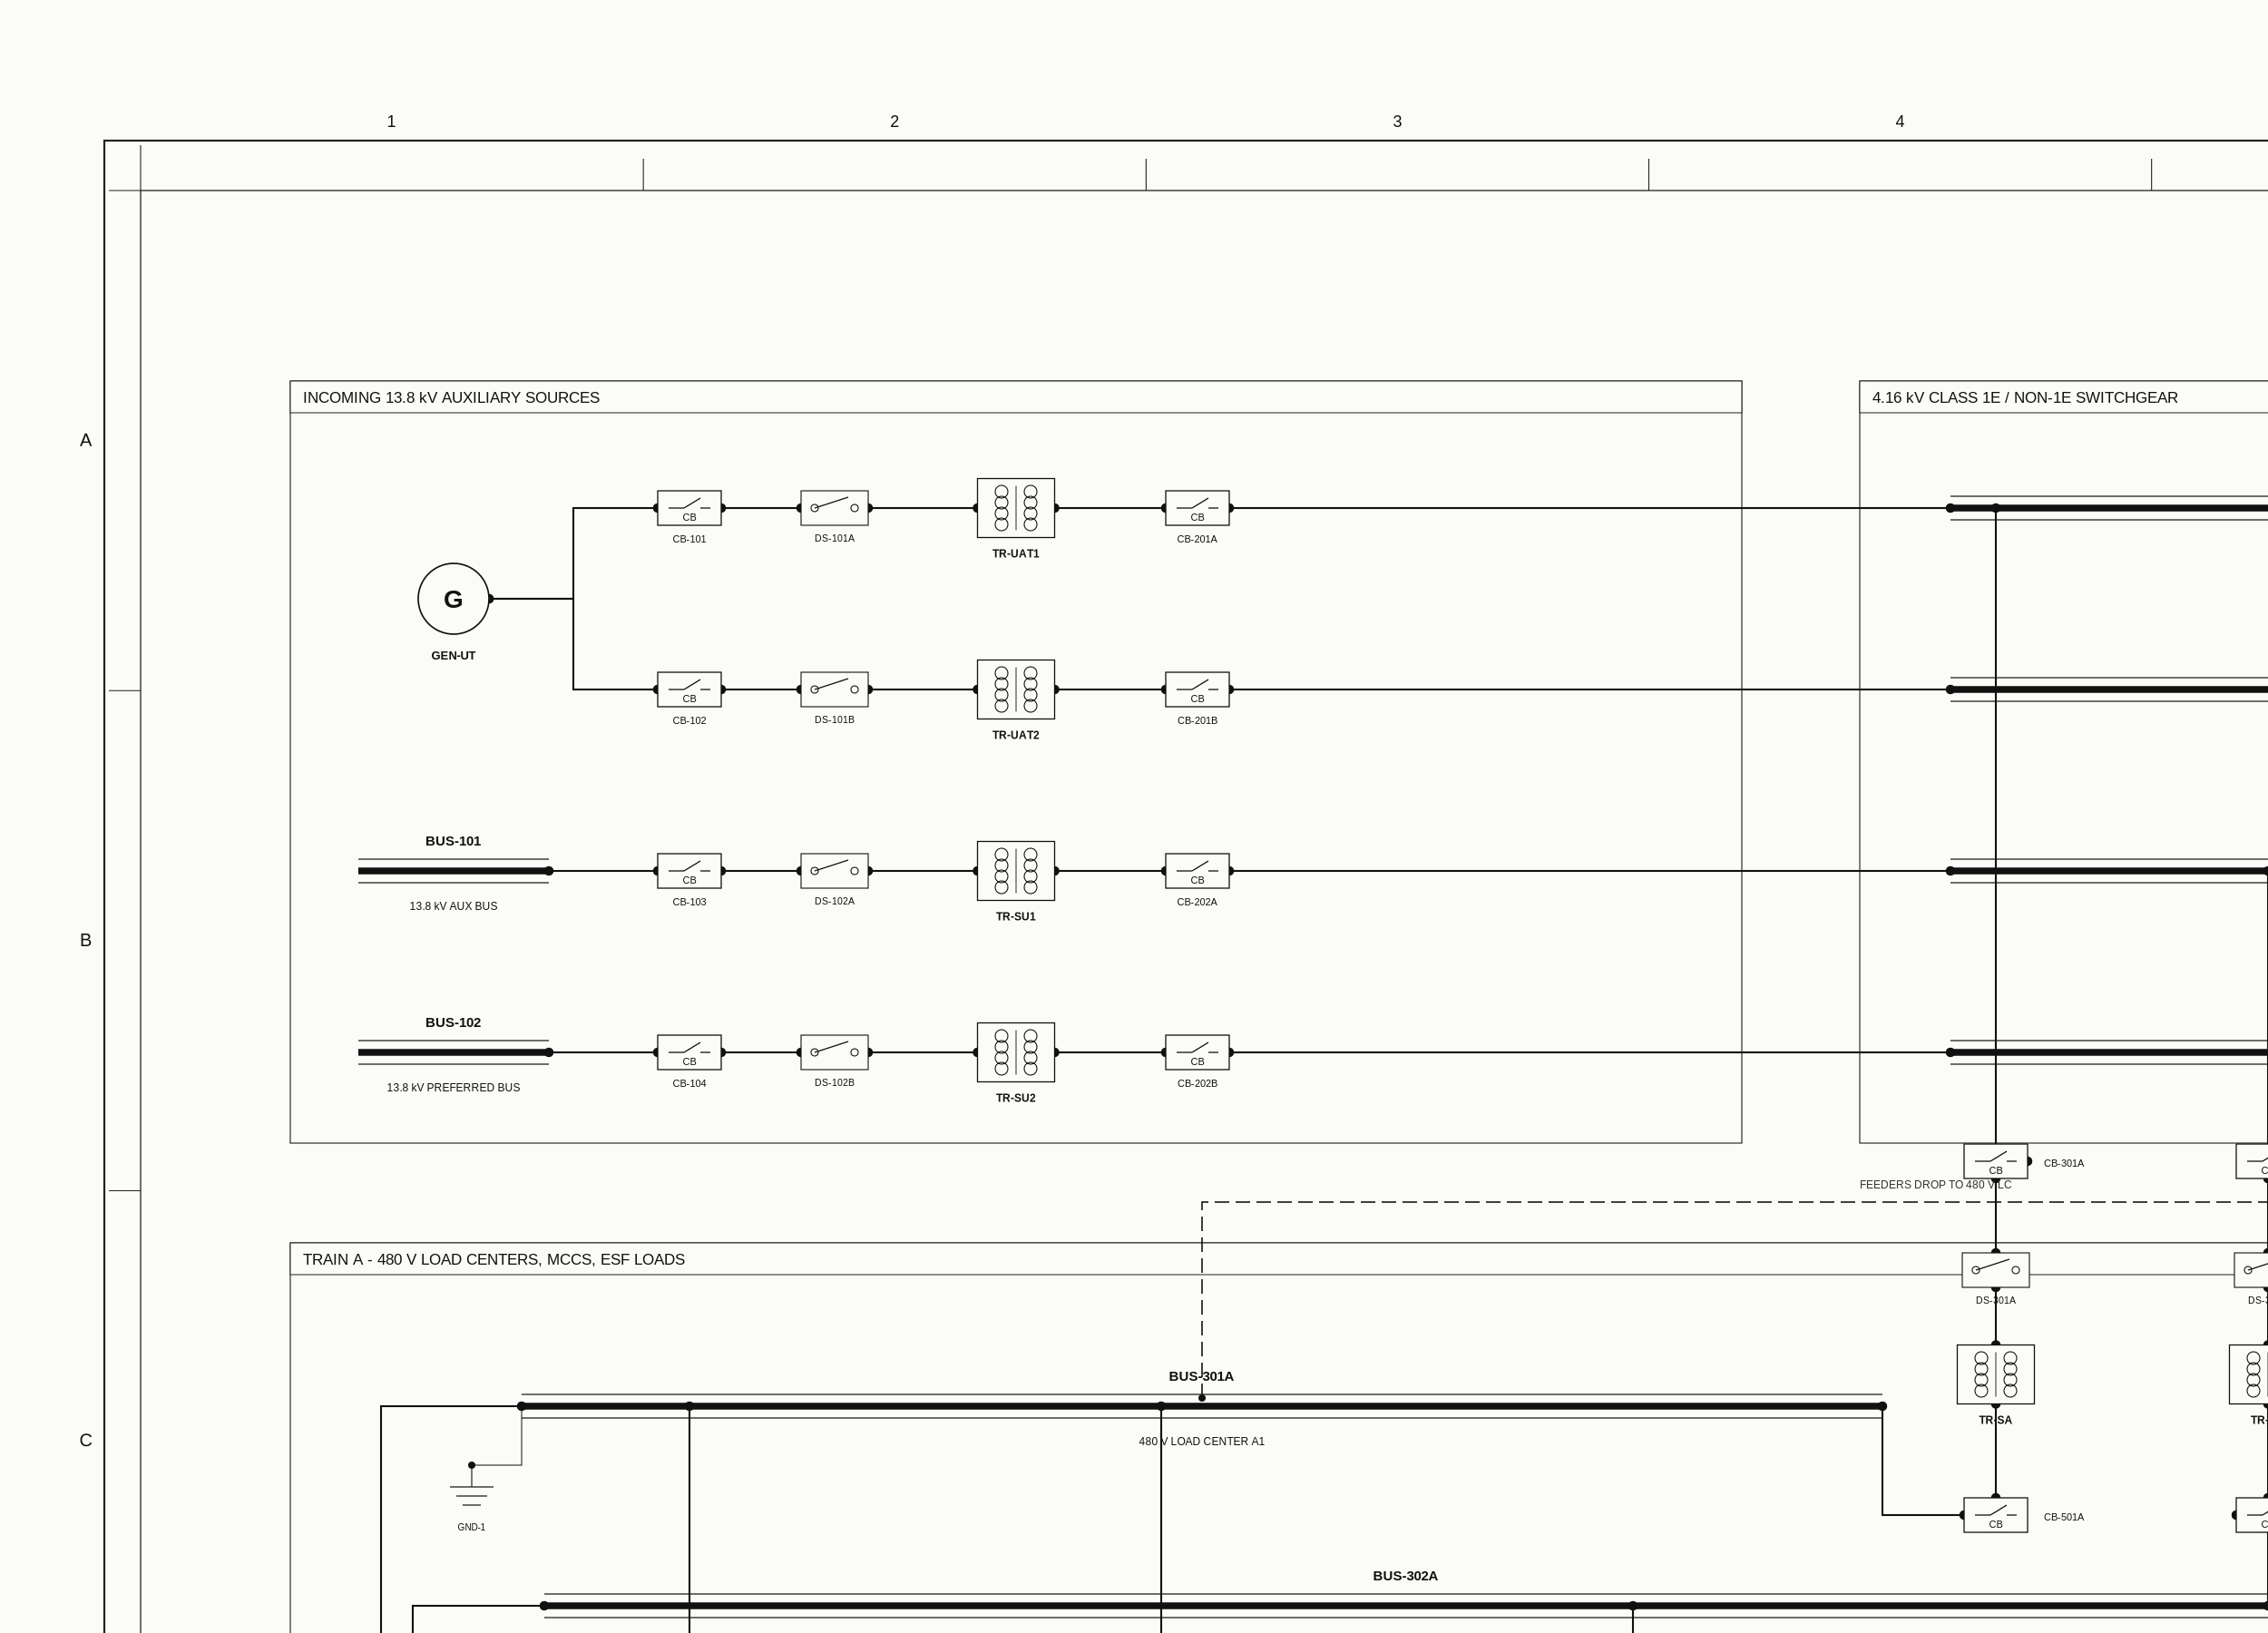 1 2 3 4
INCOMING 13.8 kV AUXILIARY SOURCES
4.16 kV CLASS 1E / NON-1E SWITCHGEAR
A
CB CB
CB-101 DS-101A CB-201A
TR-UAT1
G
GEN-UT
CB CB
CB-102 DS-101B CB-201B
TR-UAT2
BUS-101
CB CB
13.8 kV AUX BUS
CB-103 DS-102A CB-202A
TR-SU1
B
BUS-102
CB CB
13.8 kV PREFERRED BUS
CB-104 DS-102B CB-202B
TR-SU2
CB CB-301A
FEEDERS DROP TO 480 V LC
TRAIN A - 480 V LOAD CENTERS, MCCS, ESF LOADS
DS-301A
BUS-301A
TR-SA
C
480 V LOAD CENTER A1
GND-1
CB CB-501A
BUS-302A